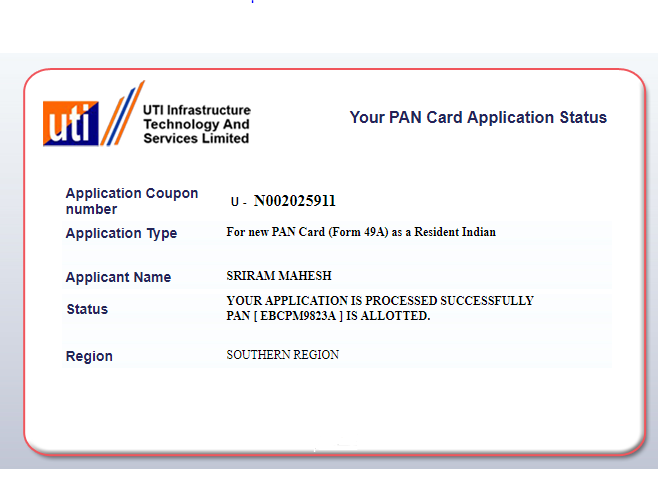 uti
UTI Infrastructure
Technology And
Services Limited
Your PAN Card Application Status
Application Coupon
number
U - N002025911
Application Type
For new PAN Card (Form 49A) as a Resident Indian
Applicant Name
SRIRAM MAHESH
Status
YOUR APPLICATION IS PROCESSED SUCCESSFULLY
PAN [ EBCPM9823A ] IS ALLOTTED.
Region
SOUTHERN REGION